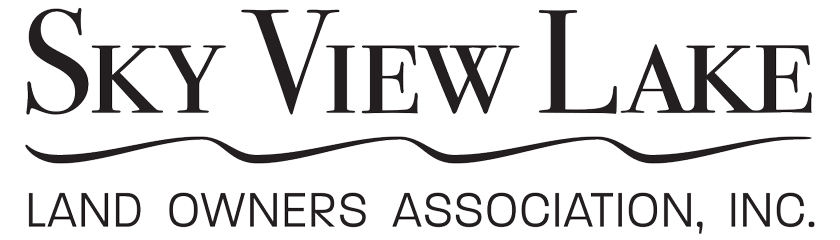 SKY VIEW LAKE
LAND OWNERS ASSOCIATION, INC.